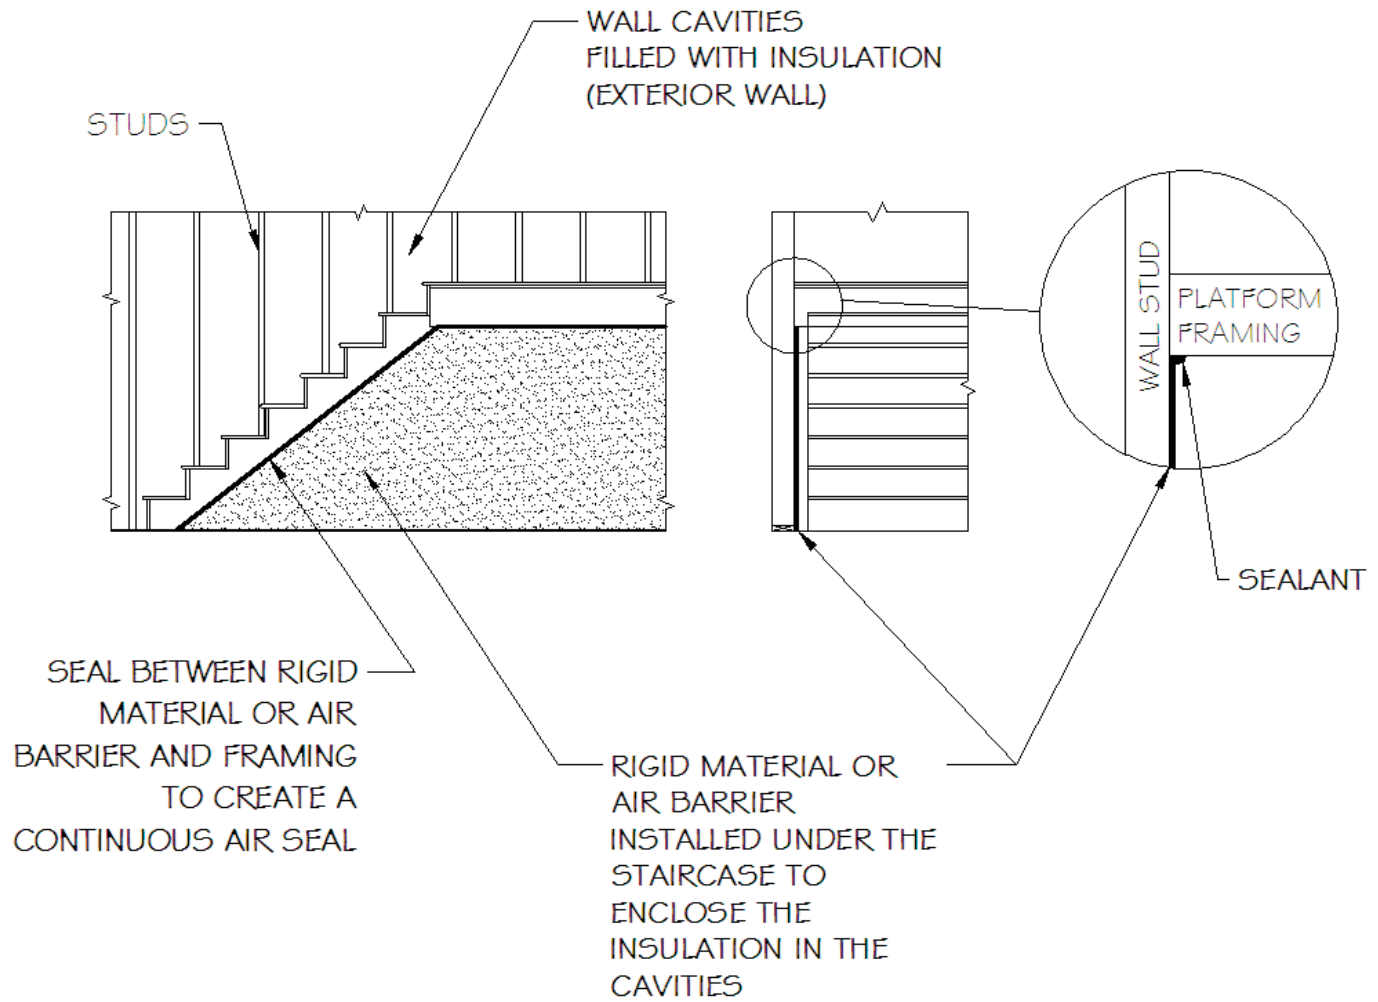 WALL CAVITIES
FILLED WITH INSULATION
(EXTERIOR WALL)
STUDS
WALL STUD
PLATFORM
FRAMING
SEALANT
SEAL BETWEEN RIGID
MATERIAL OR AIR
BARRIER AND FRAMING
TO CREATE A
CONTINUOUS AIR SEAL
RIGID MATERIAL OR
AIR BARRIER
INSTALLED UNDER THE
STAIRCASE TO
ENCLOSE THE
INSULATION IN THE
CAVITIES